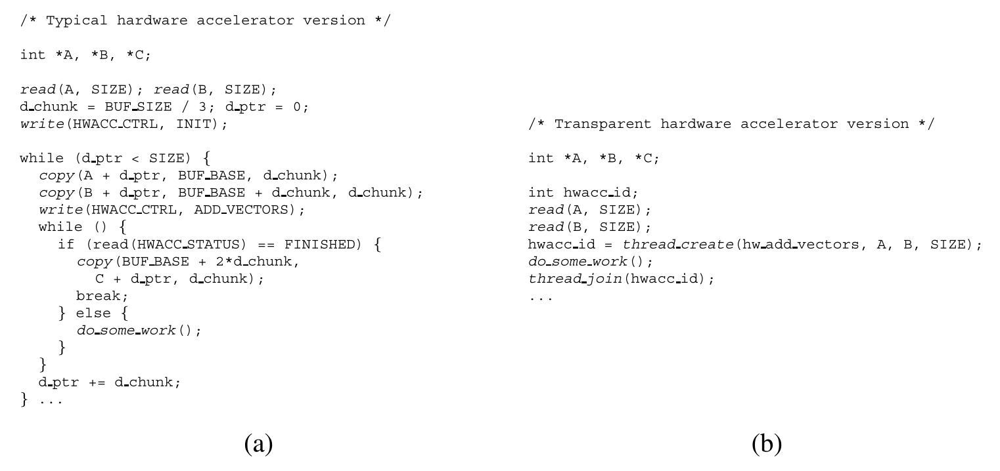 /* Typical hardware accelerator version */
int *A, *B, *C;
read(A, SIZE); read(B, SIZE);
d_chunk = BUF_SIZE / 3; d_ptr = 0;
write(HWACC_CTRL, INIT);
while (d_ptr < SIZE) {
copy(A + d_ptr, BUF_BASE, d_chunk);
copy(B + d_ptr, BUF_BASE + d_chunk, d_chunk);
write(HWACC_CTRL, ADD_VECTORS);
while () {
if (read(HWACC_STATUS) == FINISHED) {
copy(BUF_BASE + 2*d_chunk,
C + d_ptr, d_chunk);
break;
} else {
do_some_work();
}
}
d_ptr += d_chunk;
} ...
(a)
/* Transparent hardware accelerator version */
int *A, *B, *C;
int hwacc_id;
read(A, SIZE);
read(B, SIZE);
hwacc_id = thread_create(hw_add_vectors, A, B, SIZE);
do_some_work();
thread_join(hwacc_id);
...
(b)